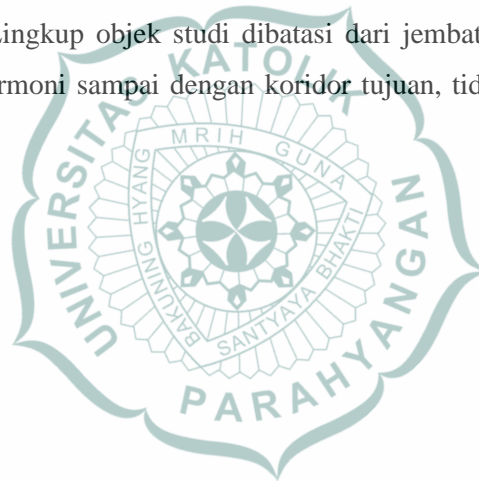 Lingkup objek studi dibatasi dari jembat
rmoni sampai dengan koridor tujuan, tid
UNIVERSITAS KATOLIK
PARAHYANGAN
MRIH GUNA
BAKUNING HYANG
SANTYAYA BHAKTI